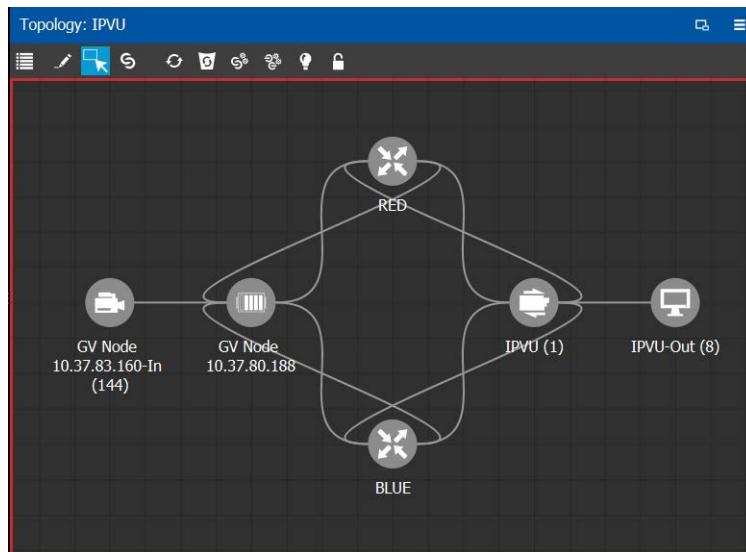 Topology: IPVU
RED
GV Node
10.37.83.160-In
(144)
GV Node
10.37.80.188
IPVU (1)
IPVU-Out (8)
BLUE